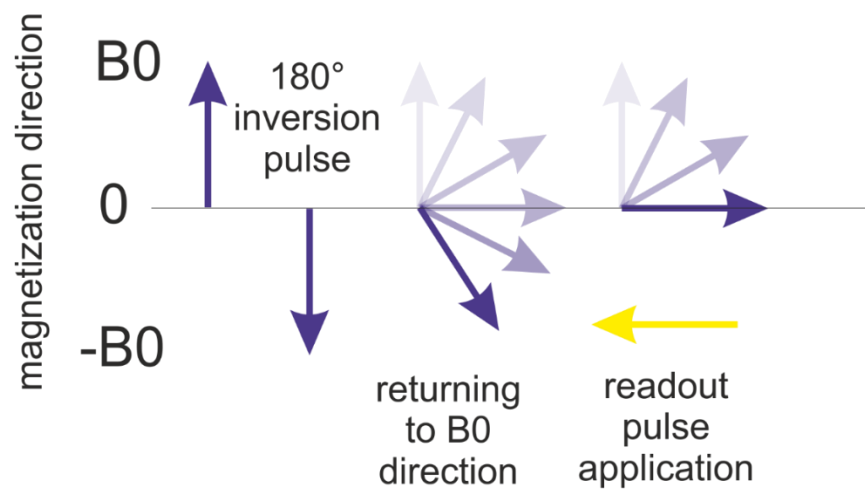 magnetization direction
B0
0
-B0
180°
inversion
pulse
returning
to B0
direction
readout
pulse
application